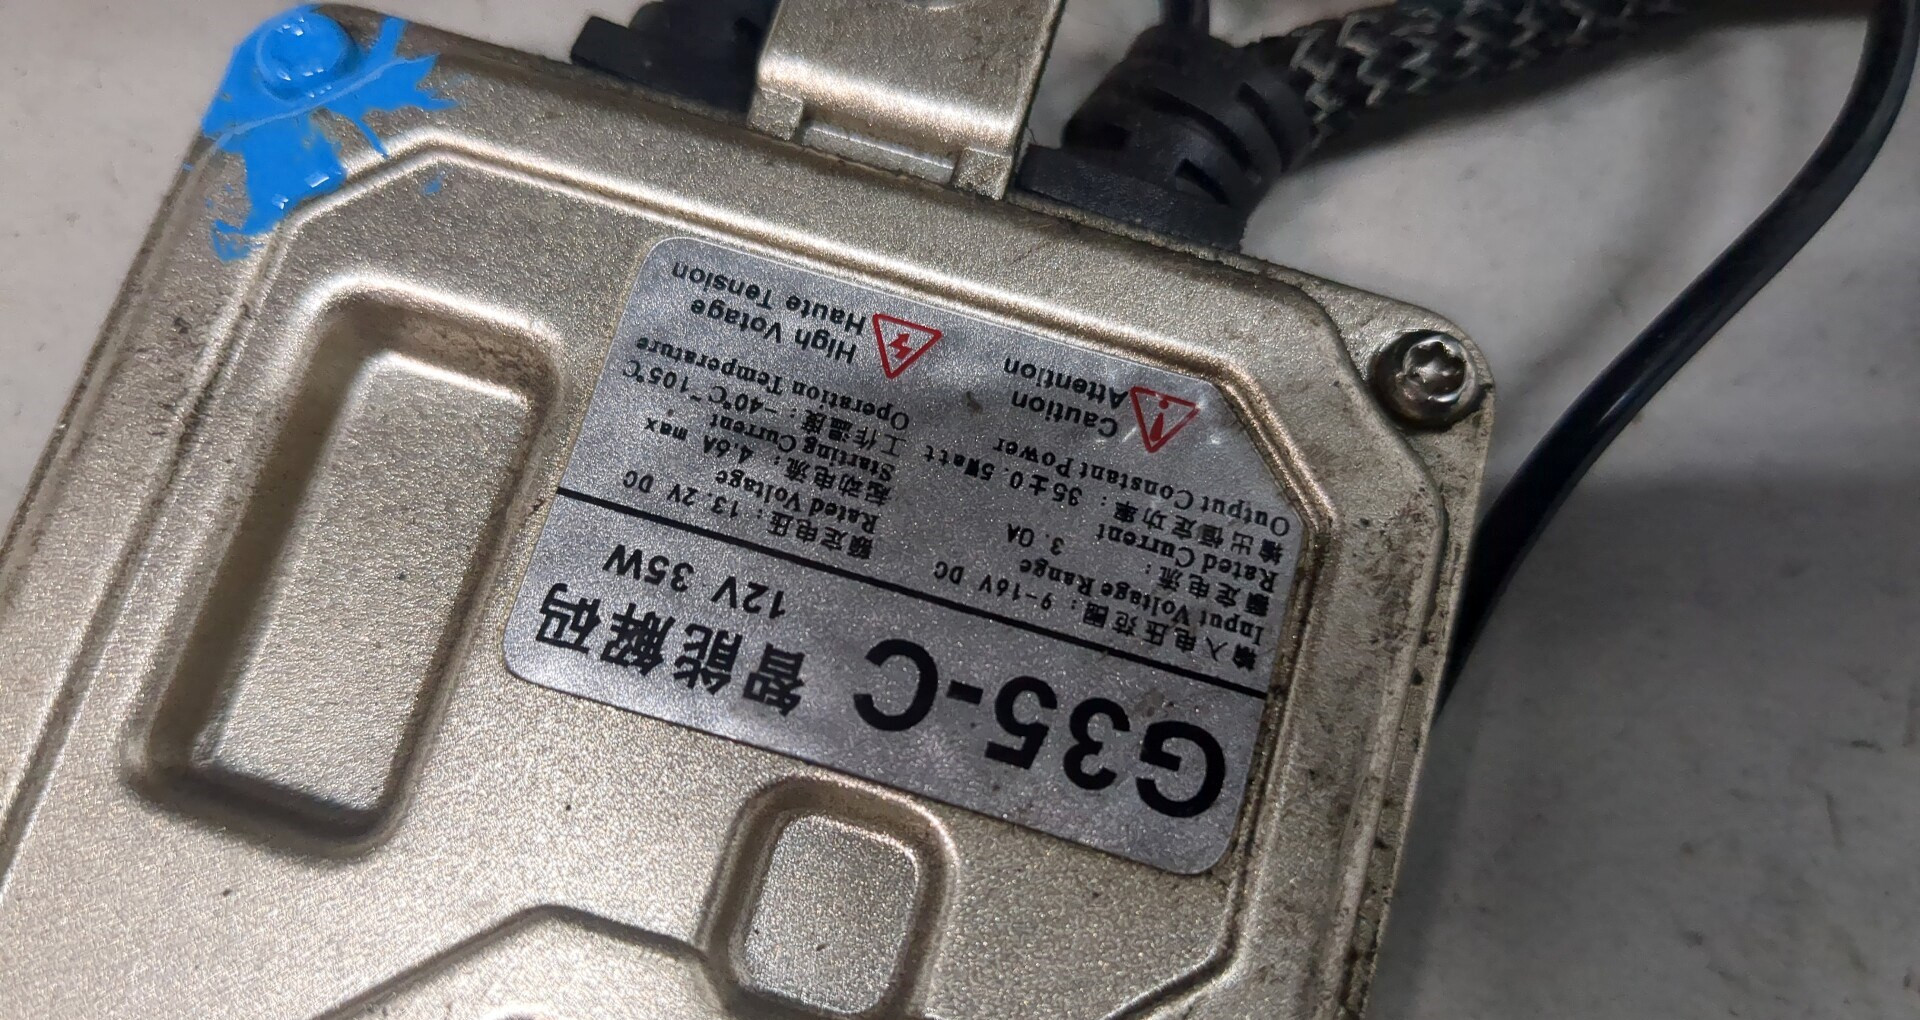 G35-C 智能解码
12V 35W
输入电压范围: 9-16V DC
Input Voltage Range
额定电流: 3.0A
Rated Current
输出恒定功率: 35±0.5Watt
Output Constant Power
额定电压: 13.2V DC
Rated Voltage
起动电流: 4.6A max
Starting Current
工作温度: -40℃~105℃
Operation Temperature
Caution
Attention
High Votage
Haute Tension